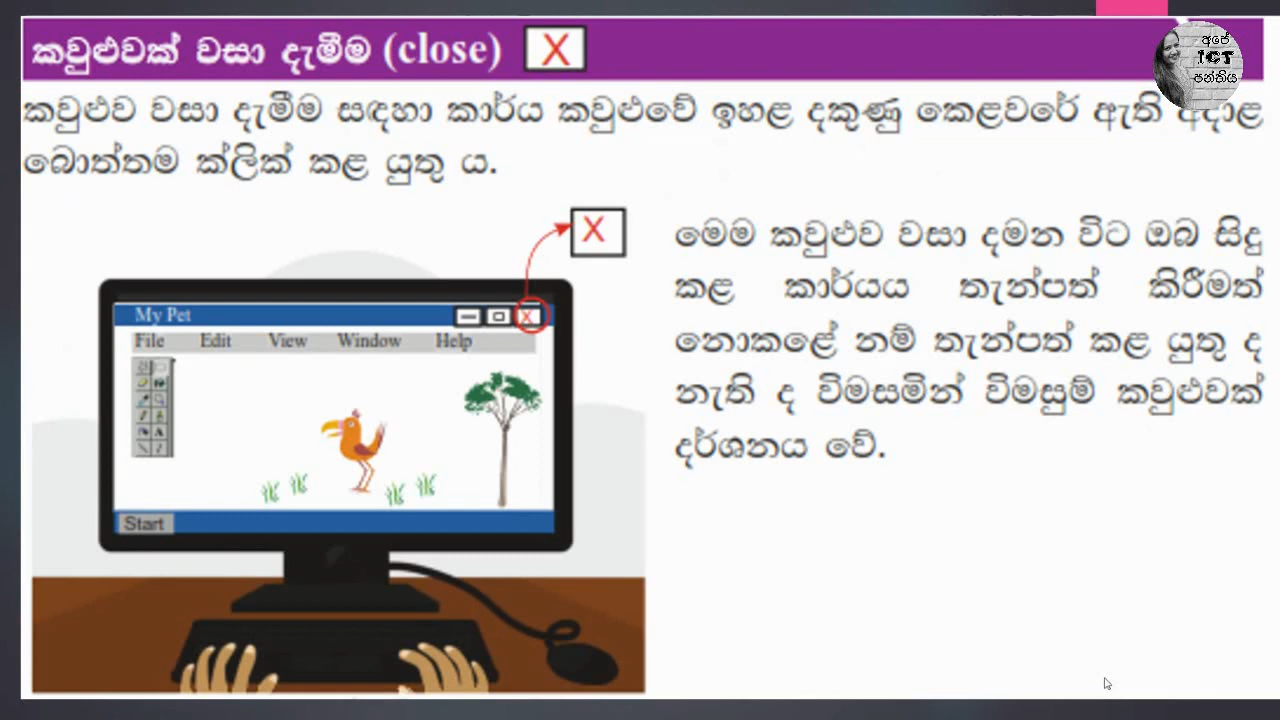 කවුළුවක් වසා දැමීම (close) X
අපේ
ICT
පන්තිය
කවුළුව වසා දැමීම සඳහා කාර්ය කවුළුවේ ඉහළ දකුණු කෙළවරේ ඇති අදාළ
බොත්තම ක්ලික් කළ යුතු ය.
X
මෙම කවුළුව වසා දමන විට ඔබ සිදු
කළ කාර්යය තැන්පත් කිරීමත්
නොකළේ නම් තැන්පත් කළ යුතු ද
නැති ද විමසමින් විමසුම් කවුළුවක්
දර්ශනය වේ.
My Pet X
File Edit View Window Help
A
Start